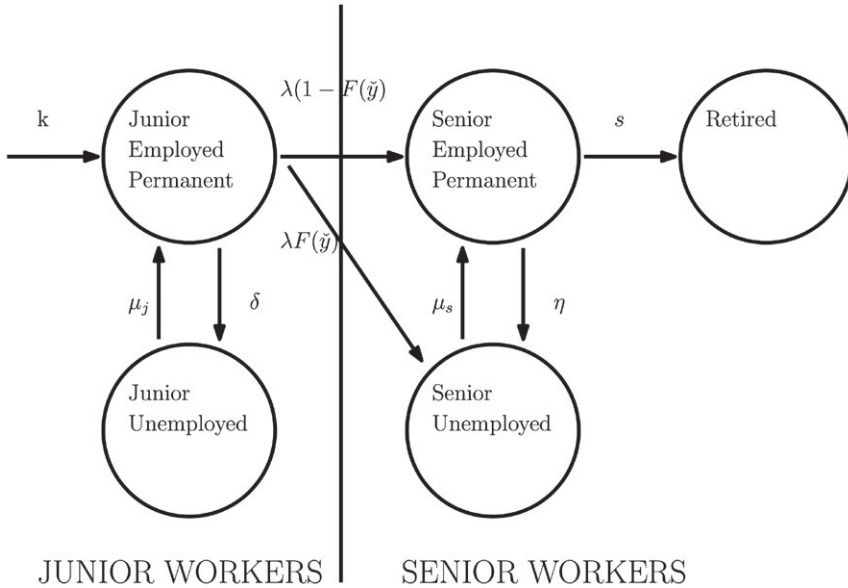 k
Junior
Employed
Permanent
λ(1 − F(y̌)
Senior
Employed
Permanent
s
Retired
λF(y̌)
μ_j
δ
μ_s
η
Junior
Unemployed
Senior
Unemployed
JUNIOR WORKERS
SENIOR WORKERS